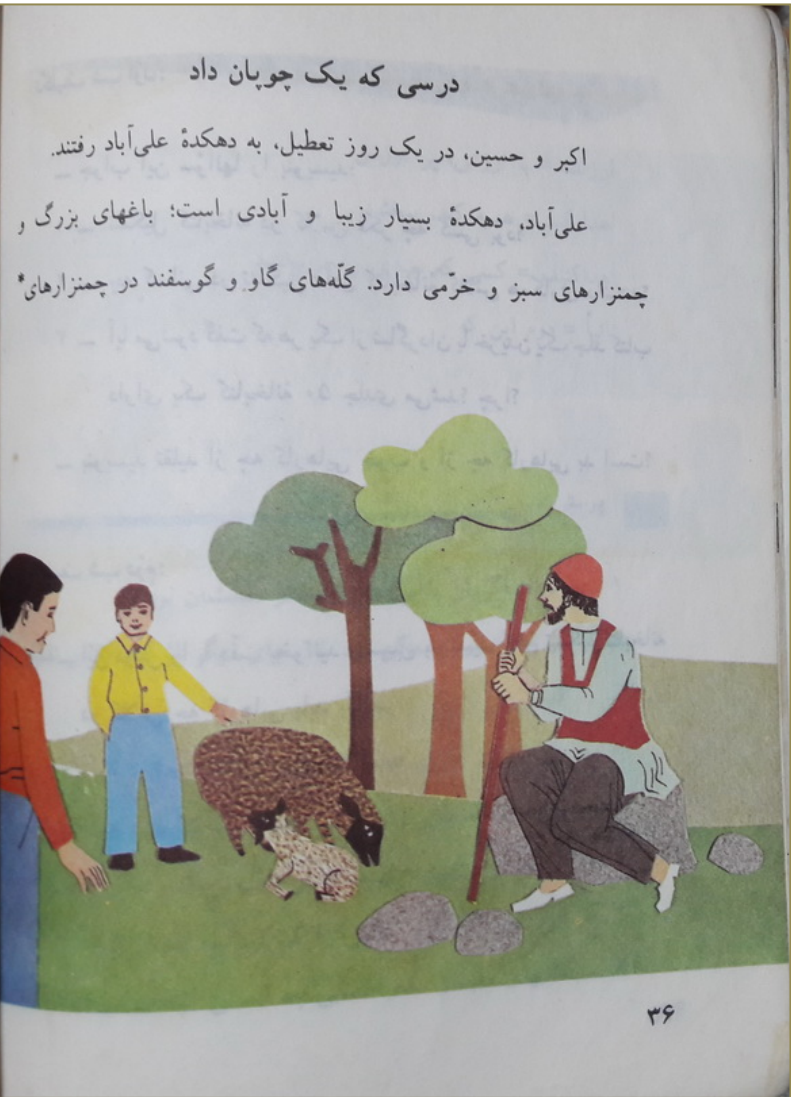 درسی که یک چوپان داد
اکبر و حسین، در یک روز تعطیل، به دهکدهٔ علی‌آباد رفتند.
علی‌آباد، دهکدهٔ بسیار زیبا و آبادی است؛ باغهای بزرگ و
چمنزارهای سبز و خرّمی دارد. گلّه‌های گاو و گوسفند در چمنزارهای*
۳۶